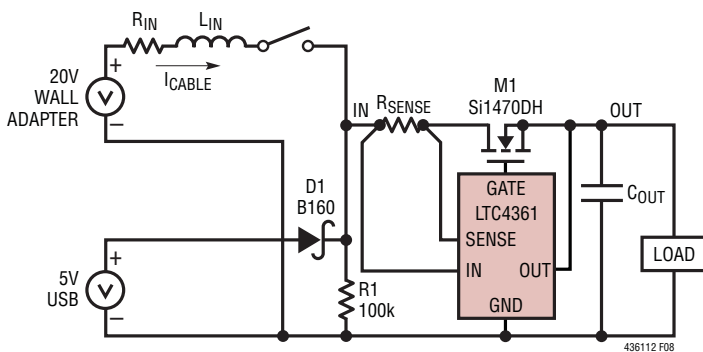 R_IN
L_IN
I_CABLE
+
20V
WALL
ADAPTER
V
–
IN
R_SENSE
M1
Si1470DH
OUT
GATE
LTC4361
SENSE
IN
OUT
GND
C_OUT
LOAD
D1
B160
+
5V
USB
V
–
R1
100k
436112 F08